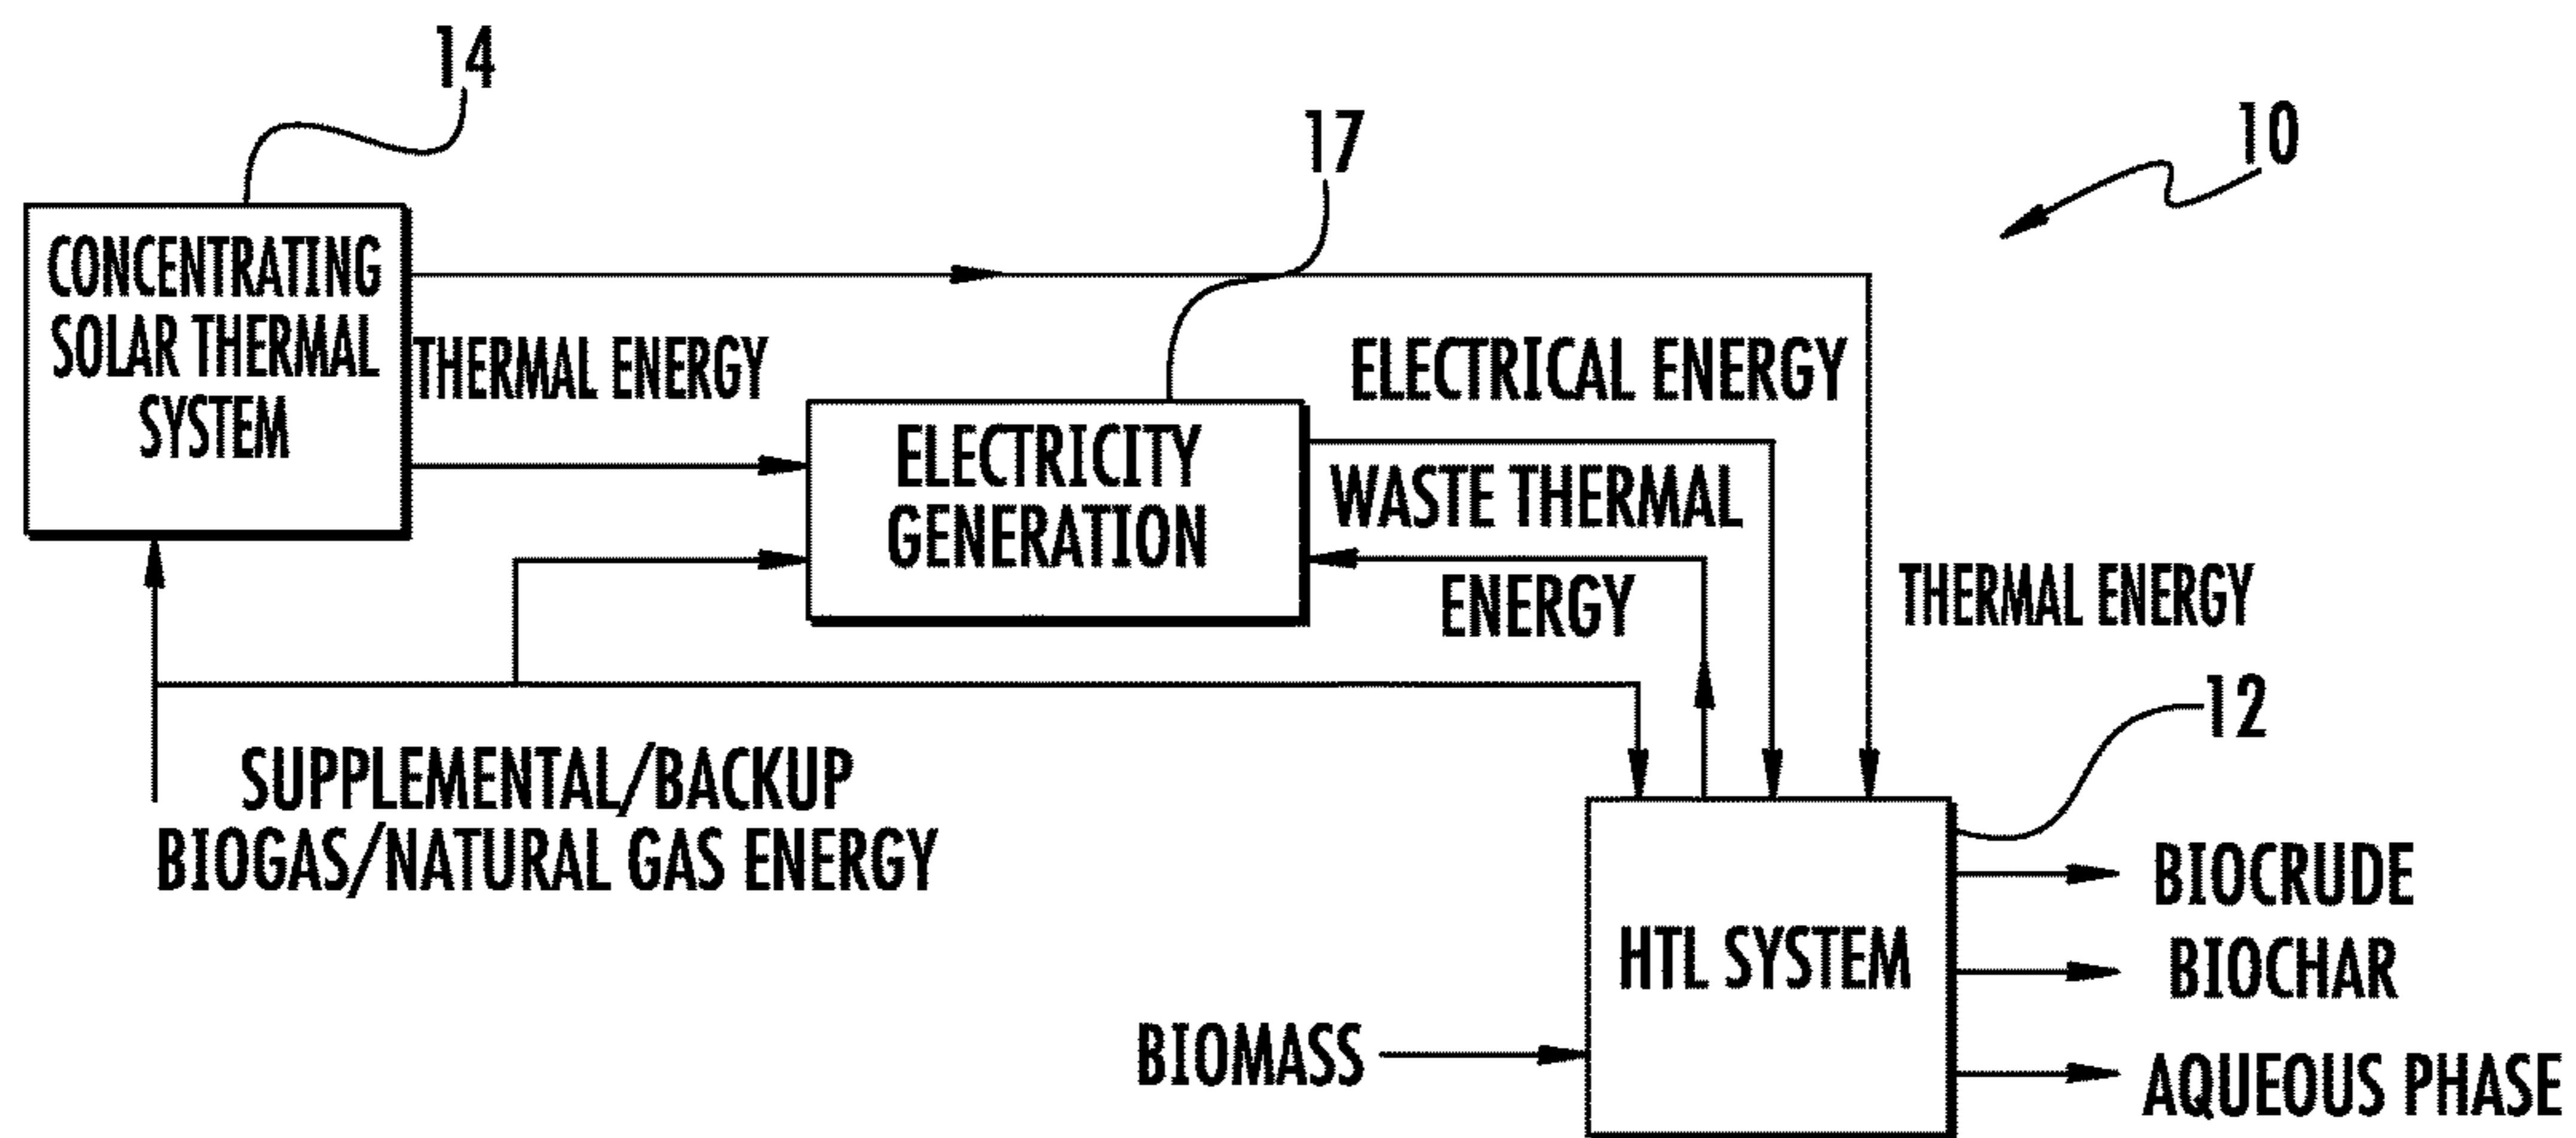 14
17
10
CONCENTRATING
SOLAR THERMAL
SYSTEM
THERMAL ENERGY
ELECTRICITY
GENERATION
ELECTRICAL ENERGY
WASTE THERMAL
ENERGY
THERMAL ENERGY
12
SUPPLEMENTAL/BACKUP
BIOGAS/NATURAL GAS ENERGY
HTL SYSTEM
BIOMASS
BIOCRUDE
BIOCHAR
AQUEOUS PHASE